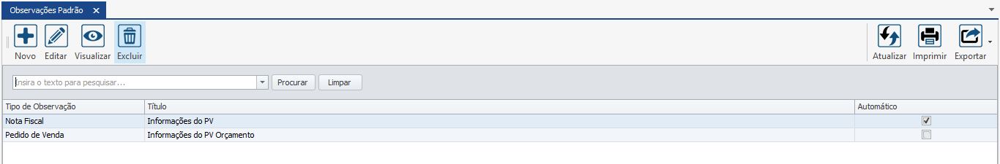 Observações Padrão
Novo Editar Visualizar Excluir Atualizar Imprimir Exportar
Insira o texto para pesquisar... Procurar Limpar
Tipo de Observação Título Automático
Nota Fiscal Informações do PV
Pedido de Venda Informações do PV Orçamento